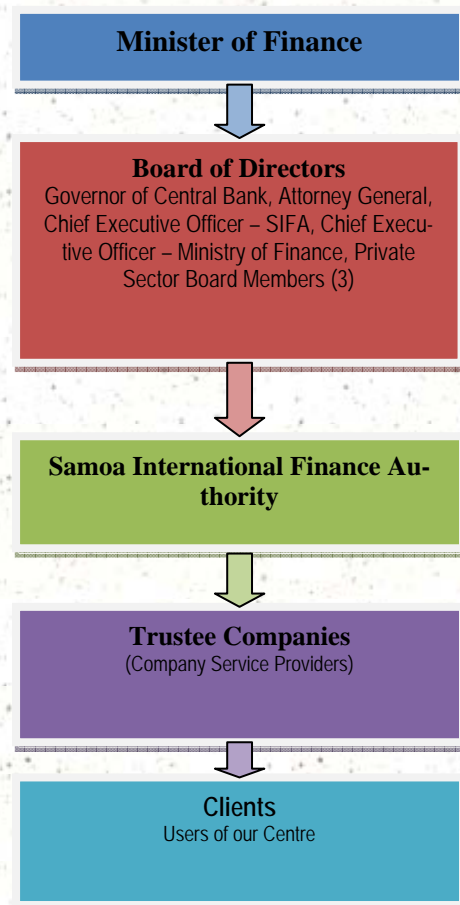 Minister of Finance
Board of Directors
Governor of Central Bank, Attorney General,
Chief Executive Officer – SIFA, Chief Execu-
tive Officer – Ministry of Finance, Private
Sector Board Members (3)
Samoa International Finance Au-
thority
Trustee Companies
(Company Service Providers)
Clients
Users of our Centre